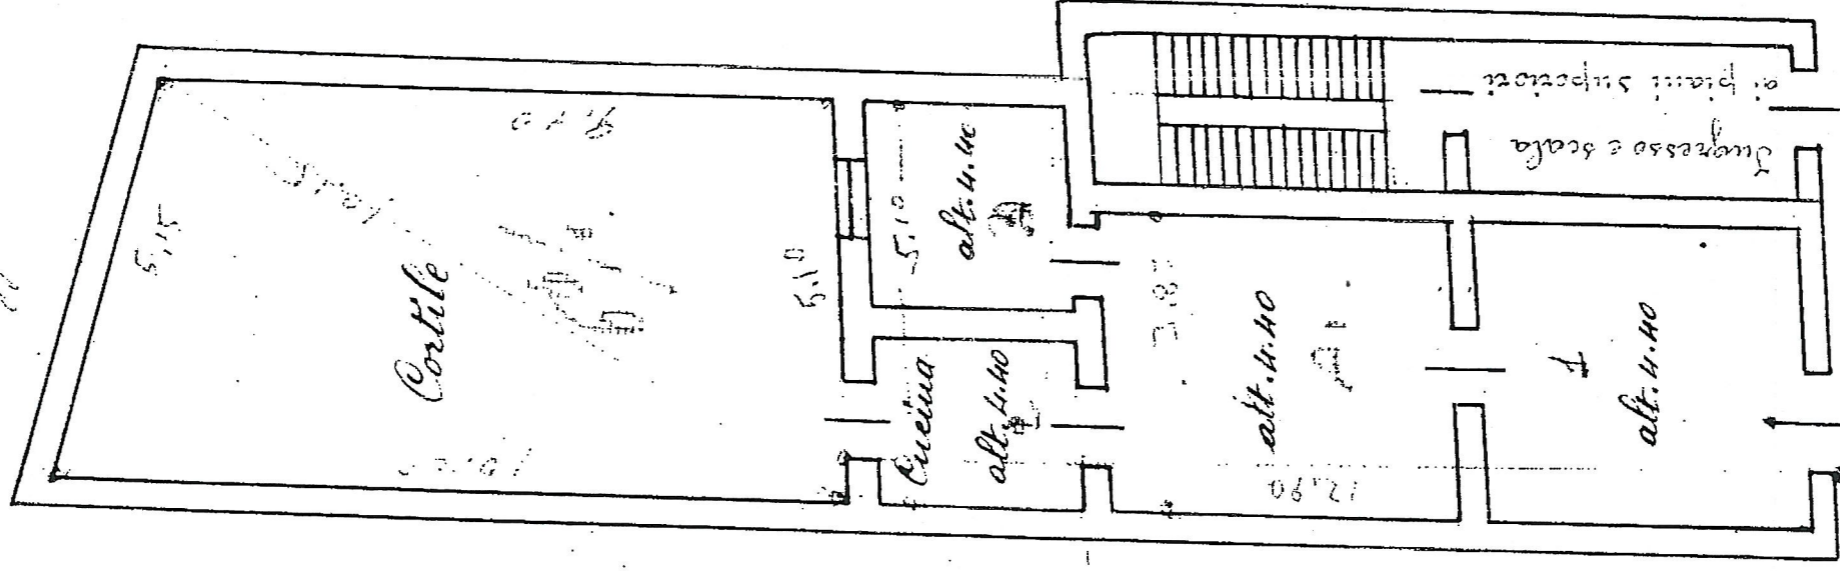 Ingresso e scala
ai piani superiori
Cortile
5,15
5,10
5,10
alt. 4.40
Cucina
alt. 4.40
3.85
alt. 4.40
12.90
alt. 4.40